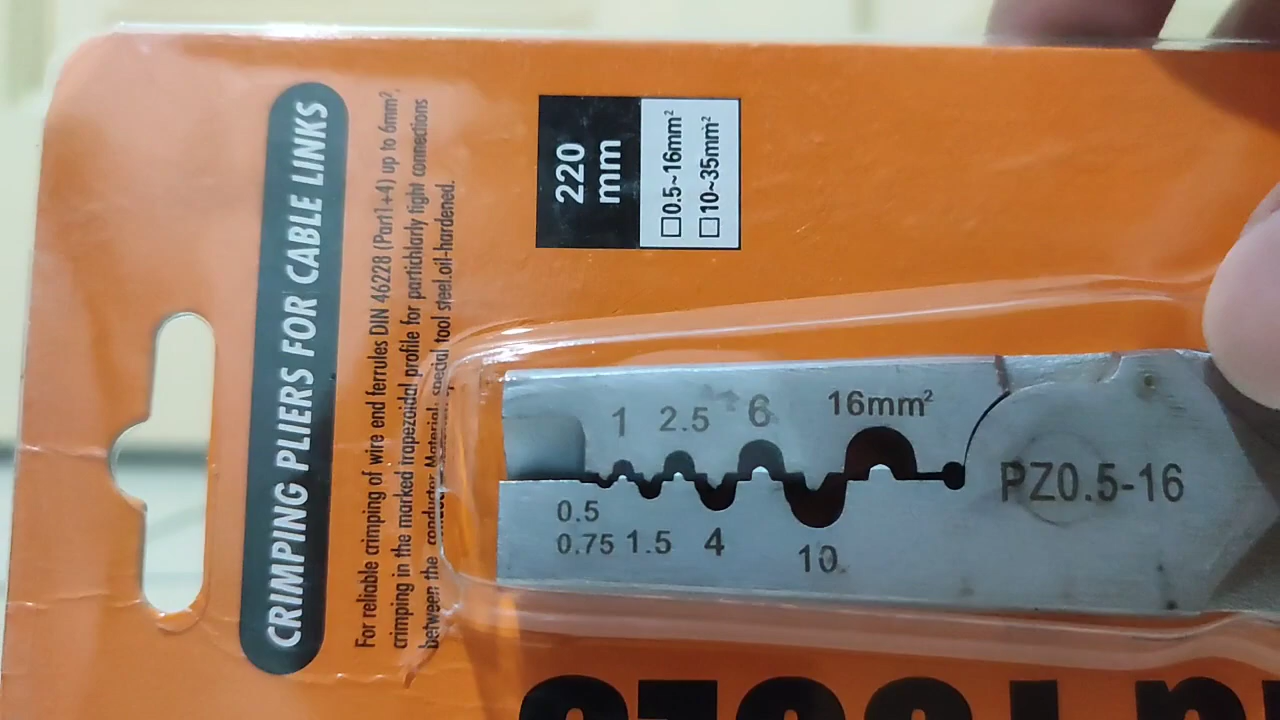 CRIMPING PLIERS FOR CABLE LINKS
For reliable crimping of wire end ferrules DIN 46228 (Part1+4) up to 6mm²,
crimping in the marked trapezoidal profile for partichlarly tight connections
between the conductor Material: special tool steel.oil-hardened.
220
mm
☐0.5~16mm²
☐10~35mm²
1 2.5 6 16mm²
PZ0.5-16
0.5
0.75 1.5 4 10